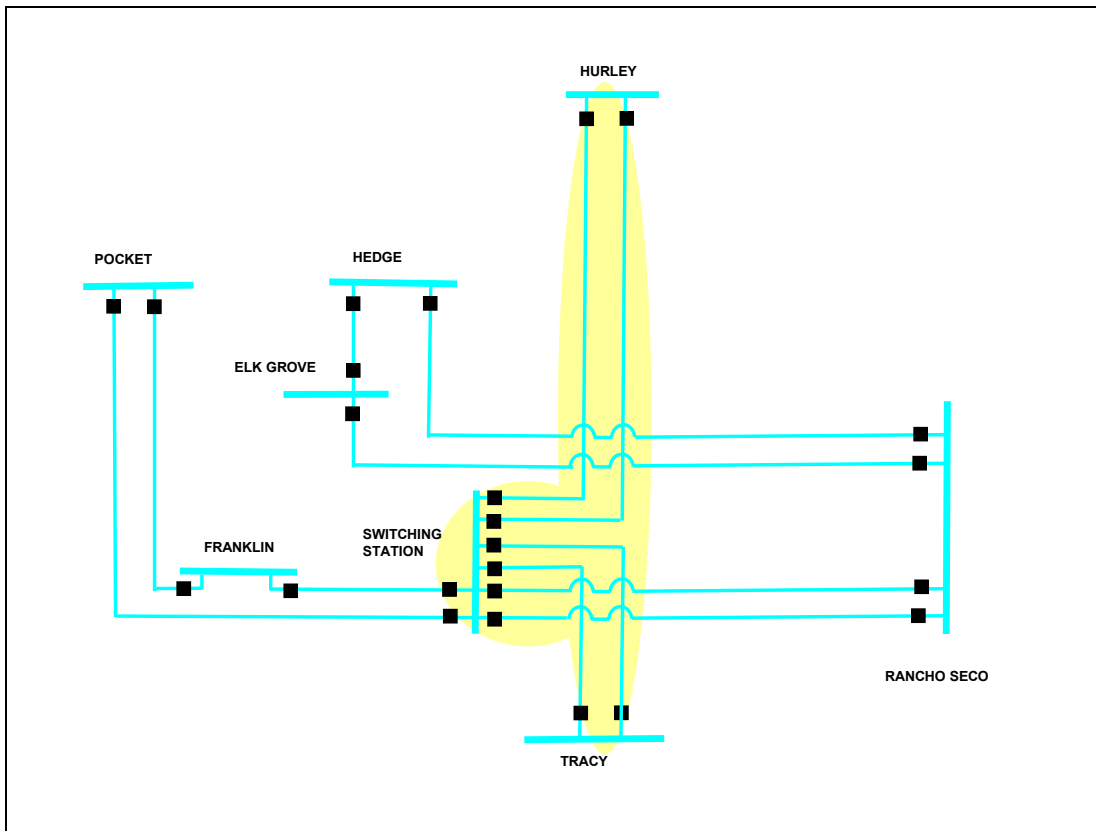 HURLEY
POCKET
HEDGE
ELK GROVE
SWITCHING
STATION
FRANKLIN
RANCHO SECO
TRACY